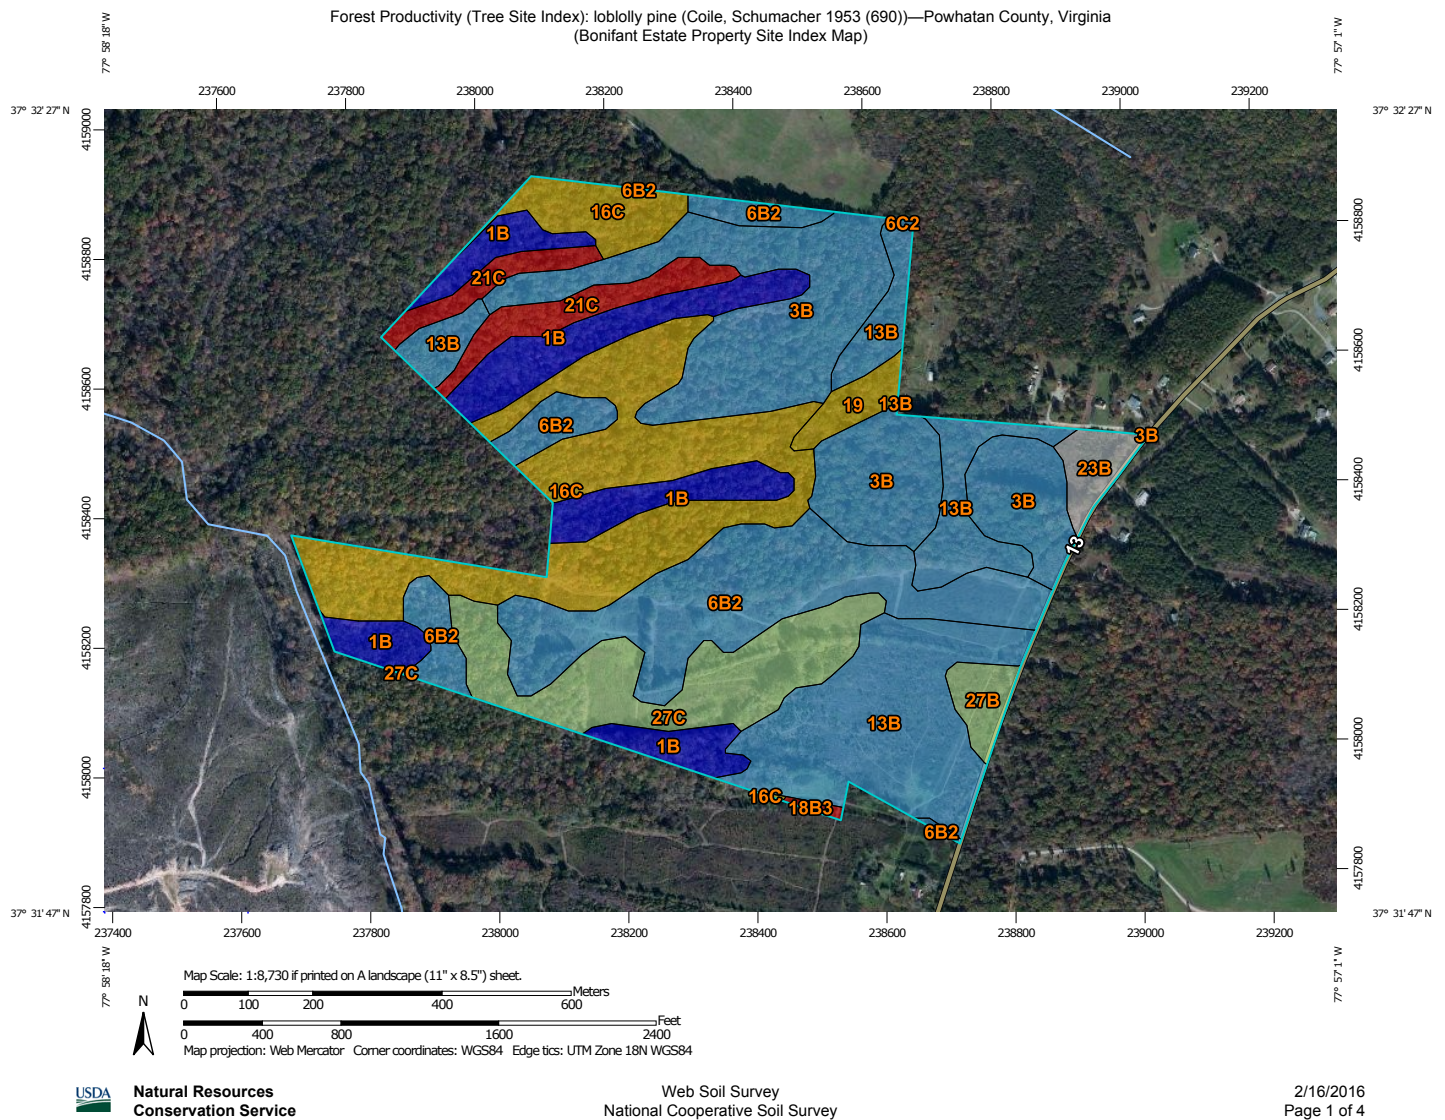 Forest Productivity (Tree Site Index): loblolly pine (Coile, Schumacher 1953 (690))—Powhatan County, Virginia
(Bonifant Estate Property Site Index Map)
77° 58' 18" W
77° 57' 1" W
237600 237800 238000 238200 238400 238600 238800 239000 239200
37° 32' 27" N
37° 32' 27" N
4159000
4158800
4158600
4158400
4158200
4158000
4157800
4158800
4158600
4158400
4158200
4158000
4157800
6B2
16C
6B2
6C2
1B
21C
21C
3B
1B
13B
13B
19
13B
6B2
3B
23B
16C
1B
3B
3B
13B
13
6B2
1B
6B2
27C
27B
27C
13B
1B
16C
18B3
6B2
37° 31' 47" N
37° 31' 47" N
237400 237600 237800 238000 238200 238400 238600 238800 239000 239200
77° 58' 18" W
77° 57' 1" W
Map Scale: 1:8,730 if printed on A landscape (11" x 8.5") sheet.
Meters
0 100 200 400 600
N
Feet
0 400 800 1600 2400
Map projection: Web Mercator Corner coordinates: WGS84 Edge tics: UTM Zone 18N WGS84
USDA
Natural Resources
Conservation Service
Web Soil Survey
National Cooperative Soil Survey
2/16/2016
Page 1 of 4